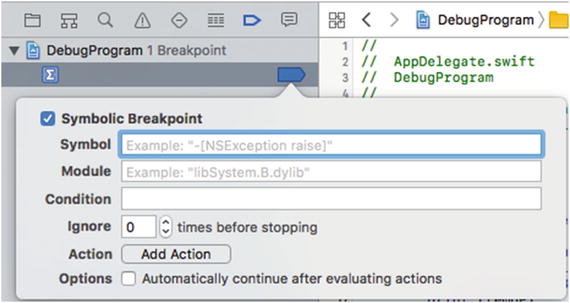 DebugProgram
DebugProgram 1 Breakpoint
Σ
1 //
2 // AppDelegate.swift
3 // DebugProgram
4 //
Symbolic Breakpoint
Symbol Example: "-[NSException raise]"
Module Example: "libSystem.B.dylib"
Condition
Ignore 0 times before stopping
Action Add Action
Options Automatically continue after evaluating actions